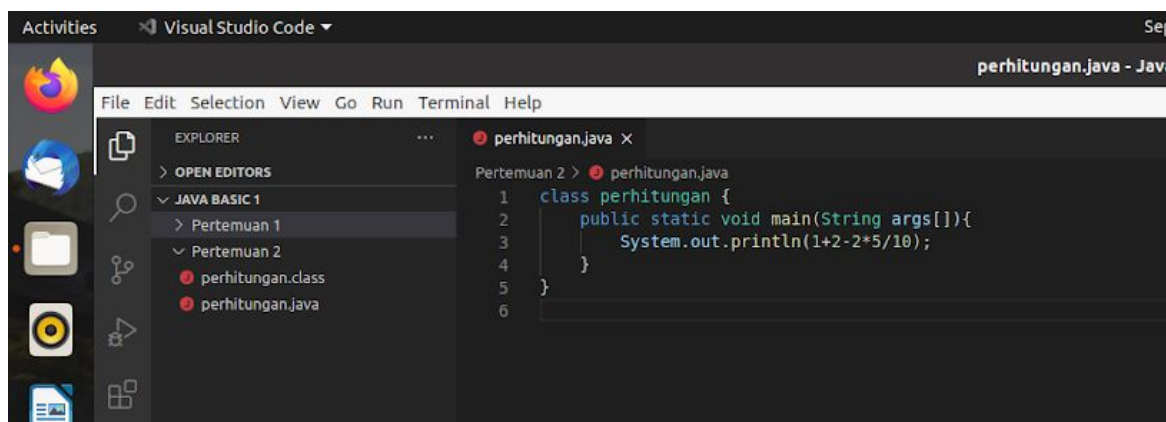 Activities Visual Studio Code Sep
perhitungan.java - Jav
File Edit Selection View Go Run Terminal Help
EXPLORER ... perhitungan.java ×
> OPEN EDITORS Pertemuan 2 > perhitungan.java
JAVA BASIC 1
> Pertemuan 1
Pertemuan 2
perhitungan.class
perhitungan.java
1 class perhitungan {
2 public static void main(String args[]){
3 System.out.println(1+2-2*5/10);
4 }
5 }
6